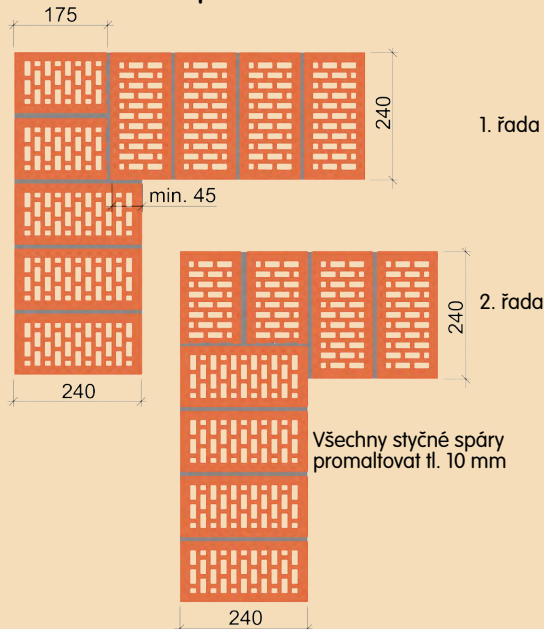 175
240
1. řada
min. 45
240
240
2. řada
Všechny styčné spáry
promaltovat tl. 10 mm
240